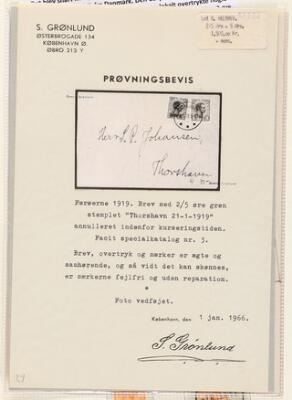 S. GRØNLUND
ØSTERBROGADE 134
KØBENHAVN Ø
ØBRO 213 Y
PRØVNINGSBEVIS
Herr S. P. Johansen,
Thorshavn
Færøerne 1919. Brev med 2/5 øre grøn
stemplet "Thorshavn 21-1-1919"
annulleret indenfor kurseringstiden.
Facit specialkatalog nr. 5.
Brev, overtryk og mærker er ægte og
samhørende, og så vidt det kan skønnes,
er mærkerne fejlfri og uden reparation.
Foto vedføjet.
København, den
1 jan. 1966.
S. Grønlund